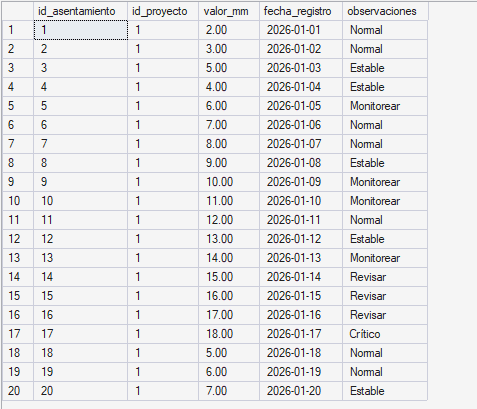 id_asentamiento id_proyecto valor_mm fecha_registro observaciones
1 1 1 2.00 2026-01-01 Normal
2 2 1 3.00 2026-01-02 Normal
3 3 1 5.00 2026-01-03 Estable
4 4 1 4.00 2026-01-04 Estable
5 5 1 6.00 2026-01-05 Monitorear
6 6 1 7.00 2026-01-06 Normal
7 7 1 8.00 2026-01-07 Normal
8 8 1 9.00 2026-01-08 Estable
9 9 1 10.00 2026-01-09 Monitorear
10 10 1 11.00 2026-01-10 Monitorear
11 11 1 12.00 2026-01-11 Normal
12 12 1 13.00 2026-01-12 Estable
13 13 1 14.00 2026-01-13 Monitorear
14 14 1 15.00 2026-01-14 Revisar
15 15 1 16.00 2026-01-15 Revisar
16 16 1 17.00 2026-01-16 Revisar
17 17 1 18.00 2026-01-17 Crítico
18 18 1 5.00 2026-01-18 Normal
19 19 1 6.00 2026-01-19 Normal
20 20 1 7.00 2026-01-20 Estable